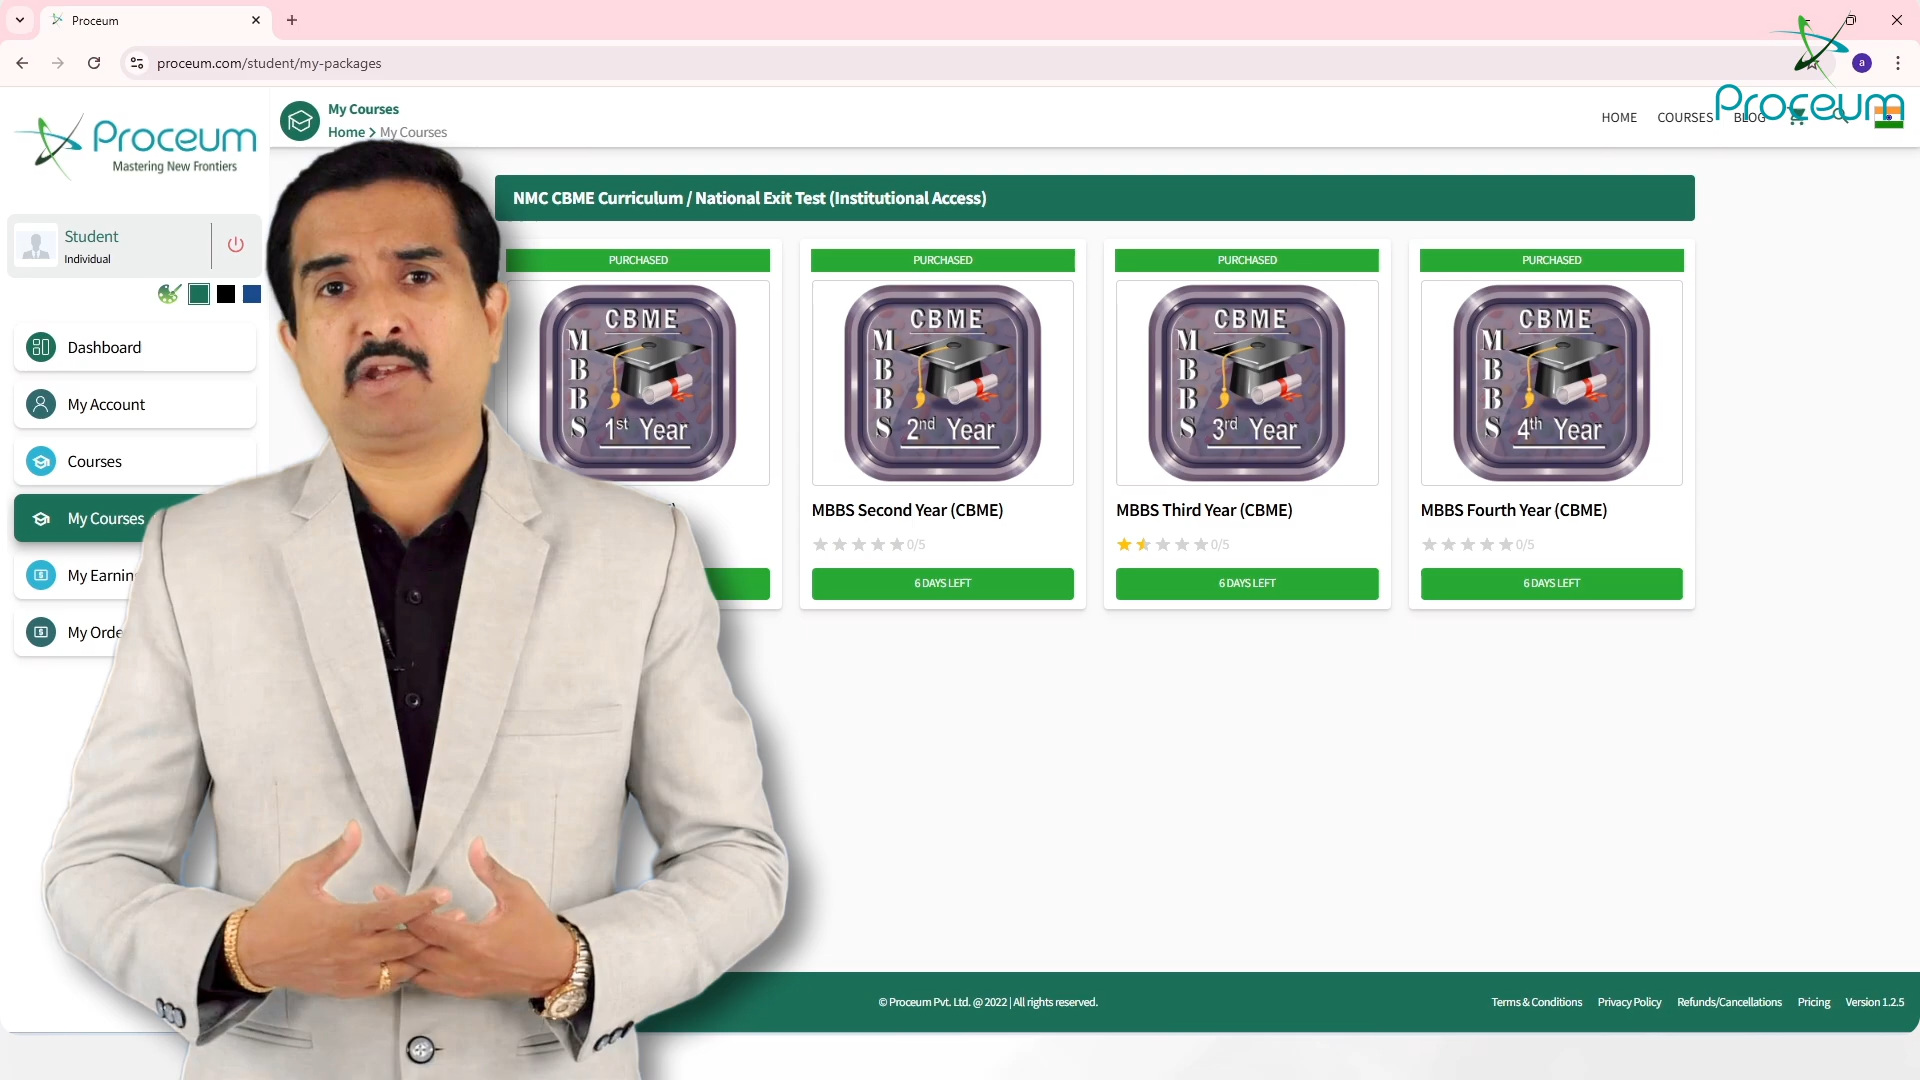 Proceum
proceum.com/student/my-packages
a
Proceum
Proceum
Mastering New Frontiers
My Courses
Home > My Courses
HOME
COURSES
BLOG
Student
Individual
Dashboard
My Account
Courses
My Courses
My Earnin
My Orde
NMC CBME Curriculum / National Exit Test (Institutional Access)
PURCHASED
PURCHASED
PURCHASED
PURCHASED
CBME
MBBS
1st Year
CBME
MBBS
2nd Year
CBME
MBBS
3rd Year
CBME
MBBS
4th Year
MBBS Second Year (CBME)
MBBS Third Year (CBME)
MBBS Fourth Year (CBME)
0/5
0/5
0/5
6 DAYS LEFT
6 DAYS LEFT
6 DAYS LEFT
© Proceum Pvt. Ltd. @ 2022 | All rights reserved.
Terms & Conditions
Privacy Policy
Refunds/Cancellations
Pricing
Version 1.2.5